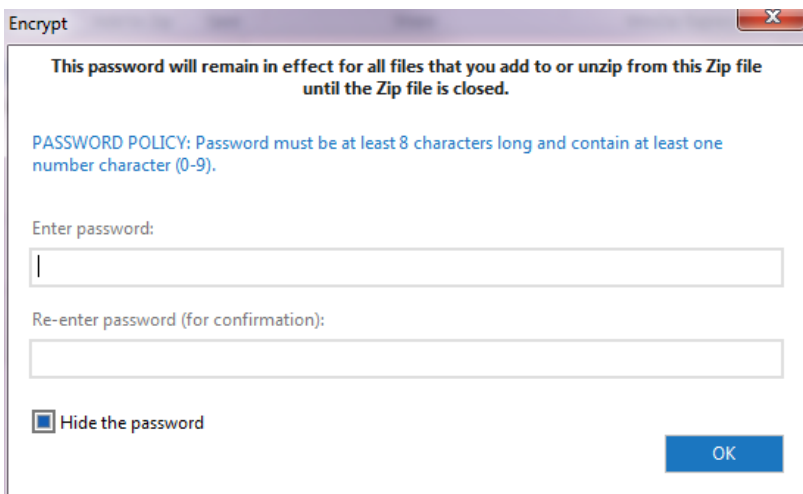 Encrypt
This password will remain in effect for all files that you add to or unzip from this Zip file
until the Zip file is closed.
PASSWORD POLICY: Password must be at least 8 characters long and contain at least one
number character (0-9).
Enter password:
Re-enter password (for confirmation):
Hide the password
OK